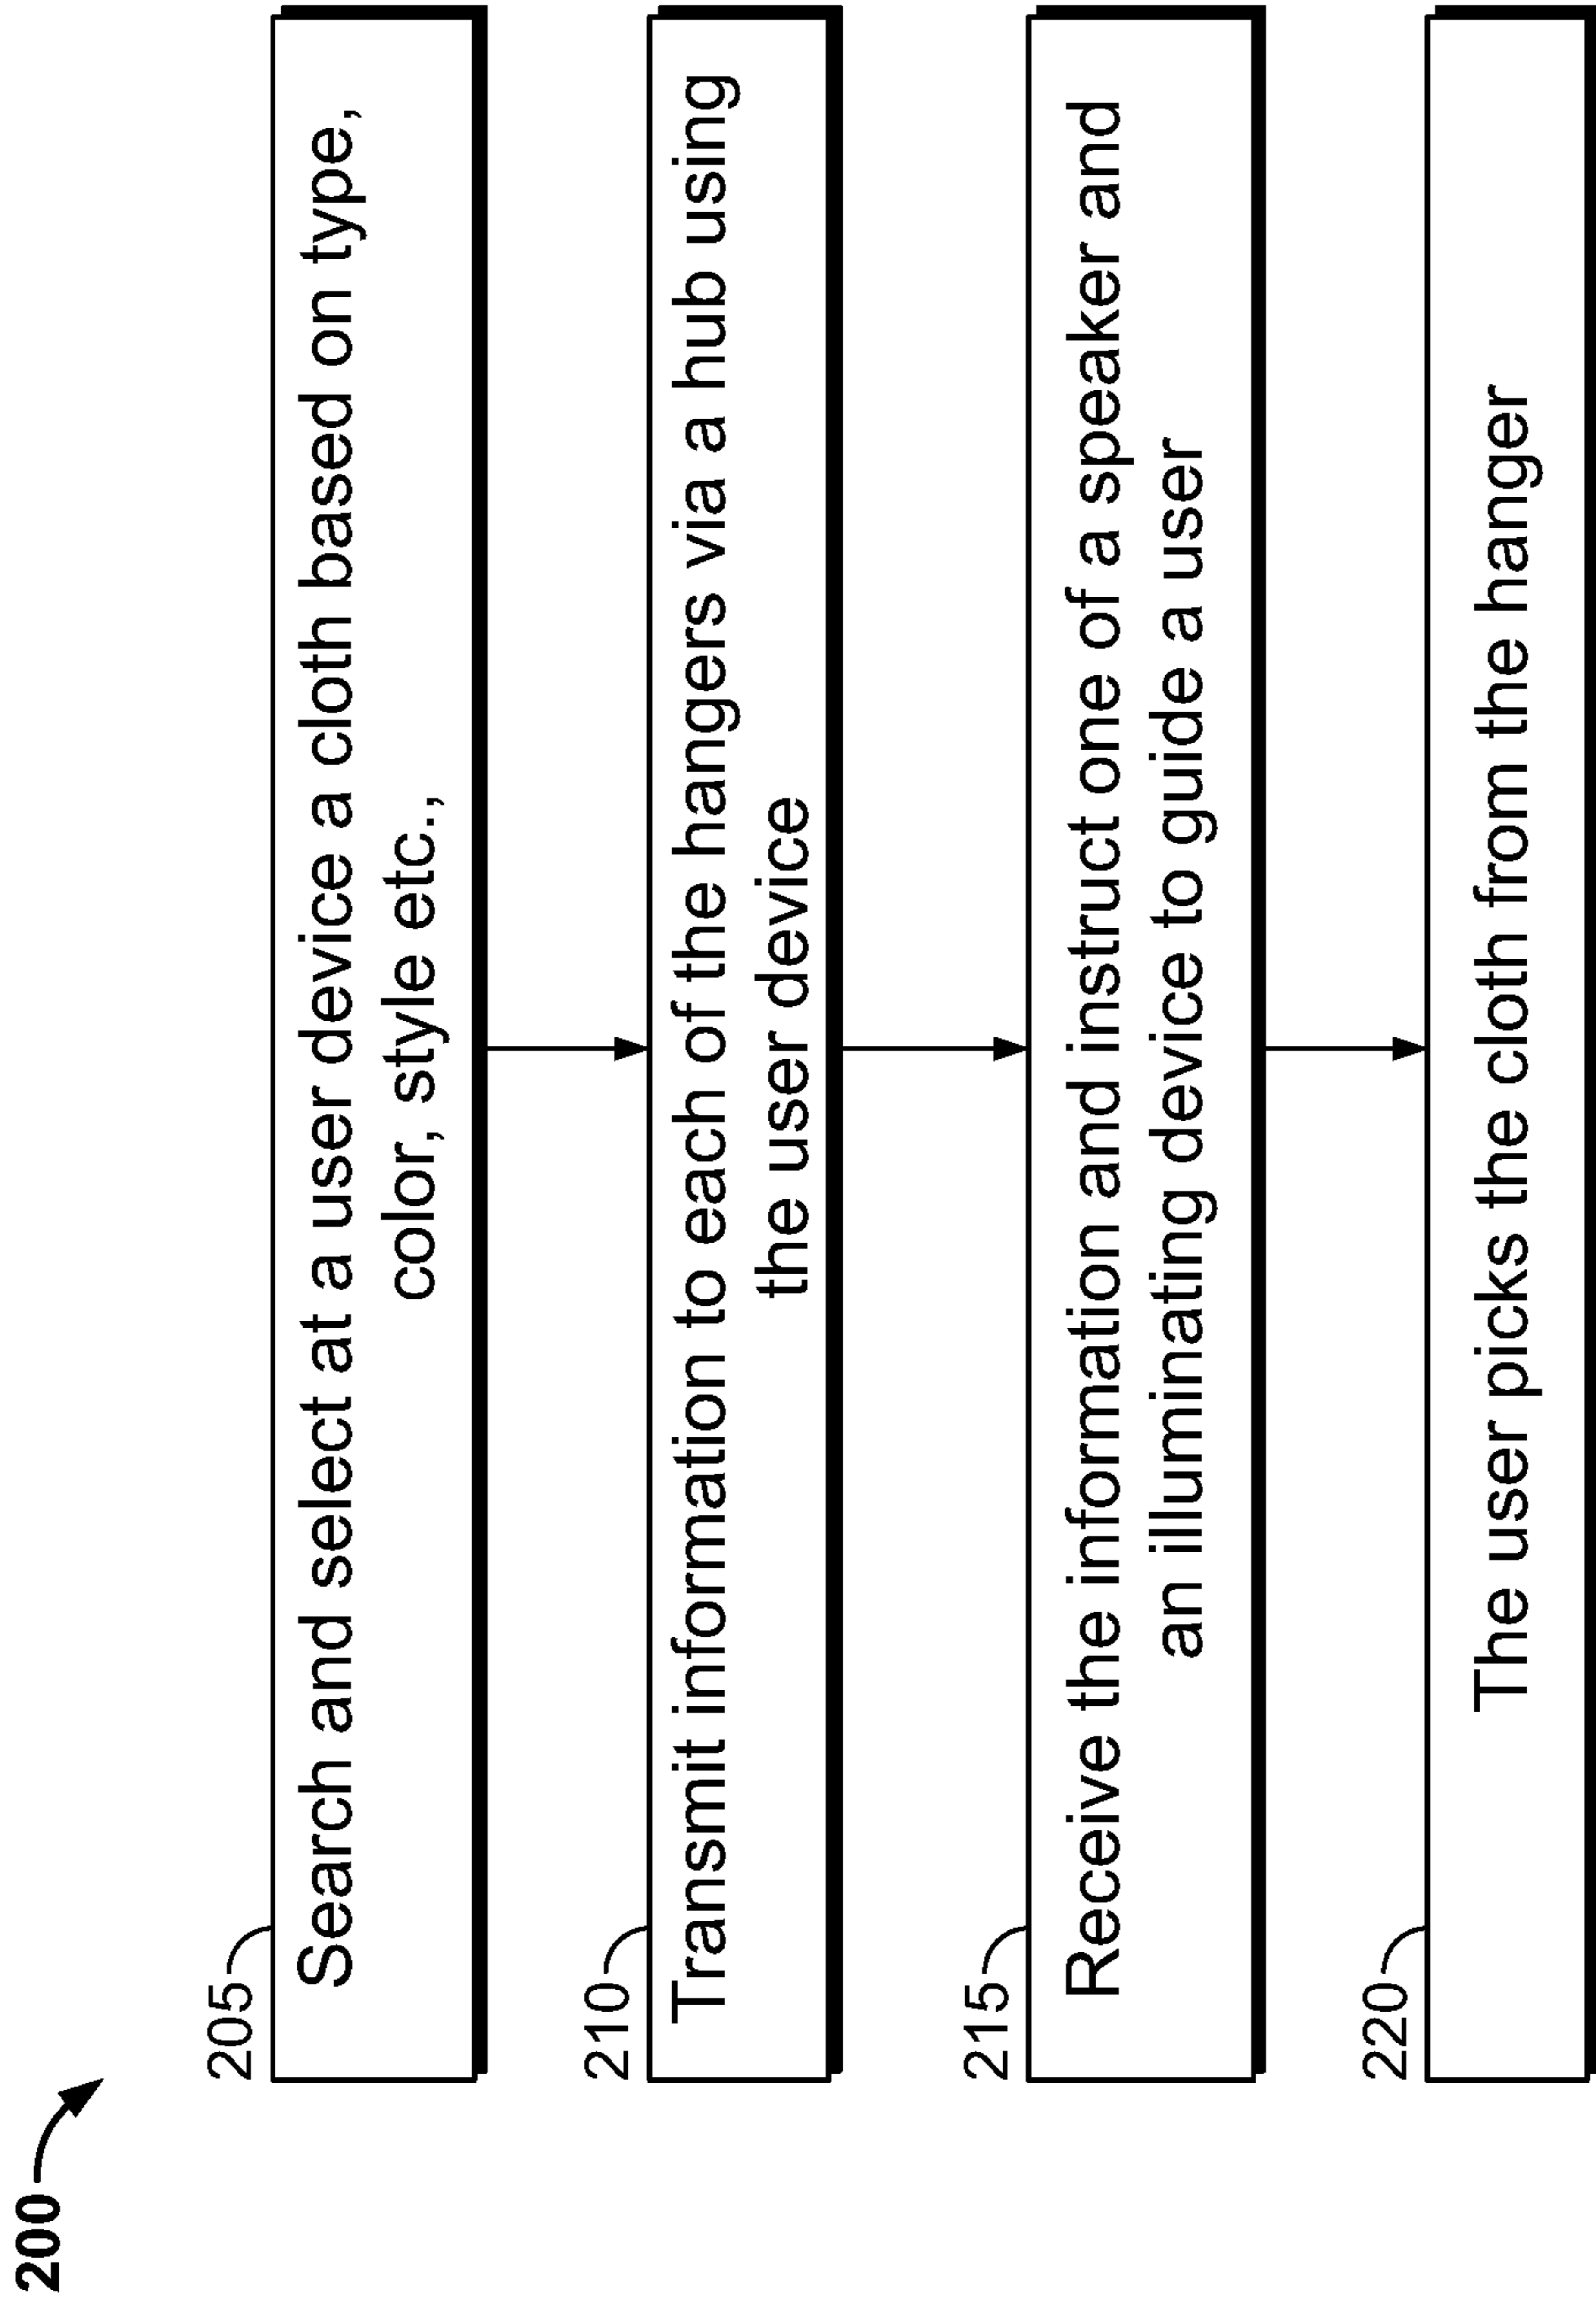 200
205
Search and select at a user device a cloth based on type,
color, style etc.,
210
Transmit information to each of the hangers via a hub using
the user device
215
Receive the information and instruct one of a speaker and
an illuminating device to guide a user
220
The user picks the cloth from the hanger